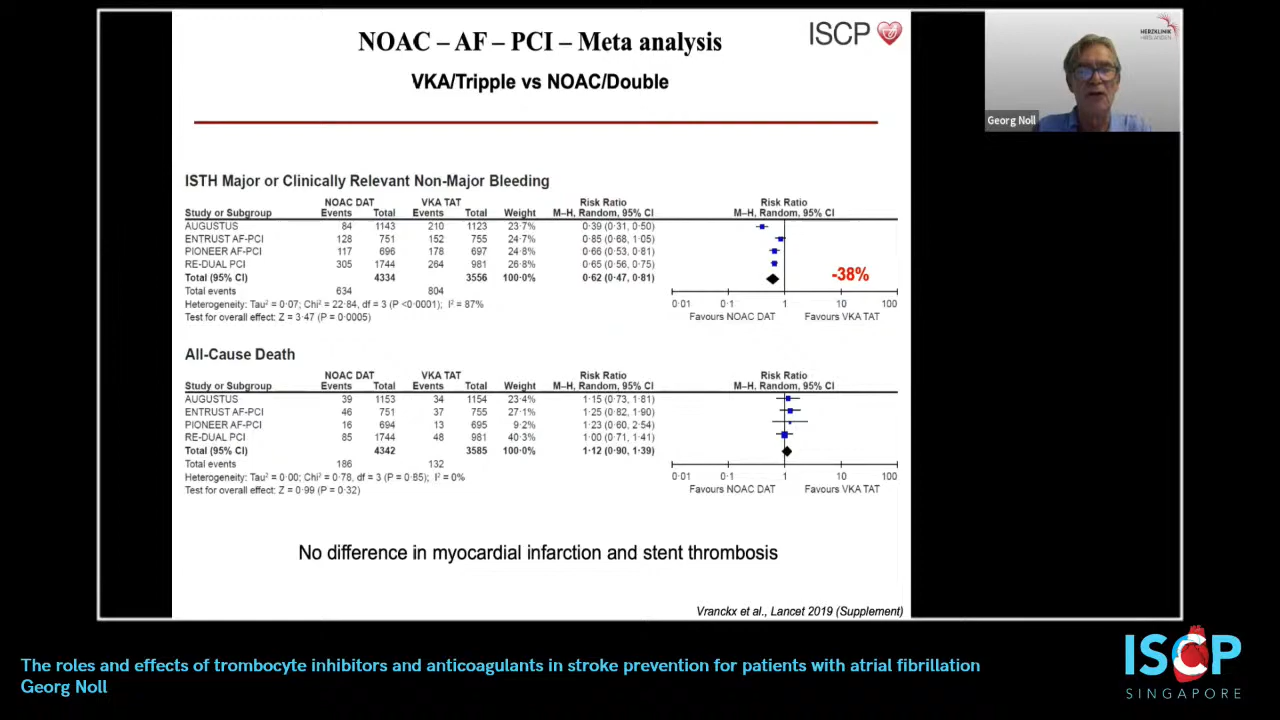 NOAC – AF – PCI – Meta analysis
ISCP
VKA/Tripple vs NOAC/Double
HERZKLINIK
HIRSLANDEN
Georg Noll
ISTH Major or Clinically Relevant Non-Major Bleeding
NOAC DAT VKA TAT Risk Ratio Risk Ratio
Study or Subgroup Events Total Events Total Weight M–H, Random, 95% CI M–H, Random, 95% CI
AUGUSTUS 84 1143 210 1123 23·7% 0·39 (0·31, 0·50)
ENTRUST AF-PCI 128 751 152 755 24·7% 0·85 (0·68, 1·05)
PIONEER AF-PCI 117 696 178 697 24·8% 0·66 (0·53, 0·81)
RE-DUAL PCI 305 1744 264 981 26·8% 0·65 (0·56, 0·75)
Total (95% CI) 4334 3556 100·0% 0·62 (0·47, 0·81) -38%
Total events 634 804
Heterogeneity: Tau² = 0·07; Chi² = 22·84, df = 3 (P <0·0001); I² = 87% 0·01 0·1 1 10 100
Test for overall effect: Z = 3·47 (P = 0·0005) Favours NOAC DAT Favours VKA TAT
All-Cause Death
NOAC DAT VKA TAT Risk Ratio Risk Ratio
Study or Subgroup Events Total Events Total Weight M–H, Random, 95% CI M–H, Random, 95% CI
AUGUSTUS 39 1153 34 1154 23·4% 1·15 (0·73, 1·81)
ENTRUST AF-PCI 46 751 37 755 27·1% 1·25 (0·82, 1·90)
PIONEER AF-PCI 16 694 13 695 9·2% 1·23 (0·60, 2·54)
RE-DUAL PCI 85 1744 48 981 40·3% 1·00 (0·71, 1·41)
Total (95% CI) 4342 3585 100·0% 1·12 (0·90, 1·39)
Total events 186 132
Heterogeneity: Tau² = 0·00; Chi² = 0·78, df = 3 (P = 0·85); I² = 0% 0·01 0·1 1 10 100
Test for overall effect: Z = 0·99 (P = 0·32) Favours NOAC DAT Favours VKA TAT
No difference in myocardial infarction and stent thrombosis
Vranckx et al., Lancet 2019 (Supplement)
The roles and effects of trombocyte inhibitors and anticoagulants in stroke prevention for patients with atrial fibrillation
Georg Noll
ISCP
SINGAPORE